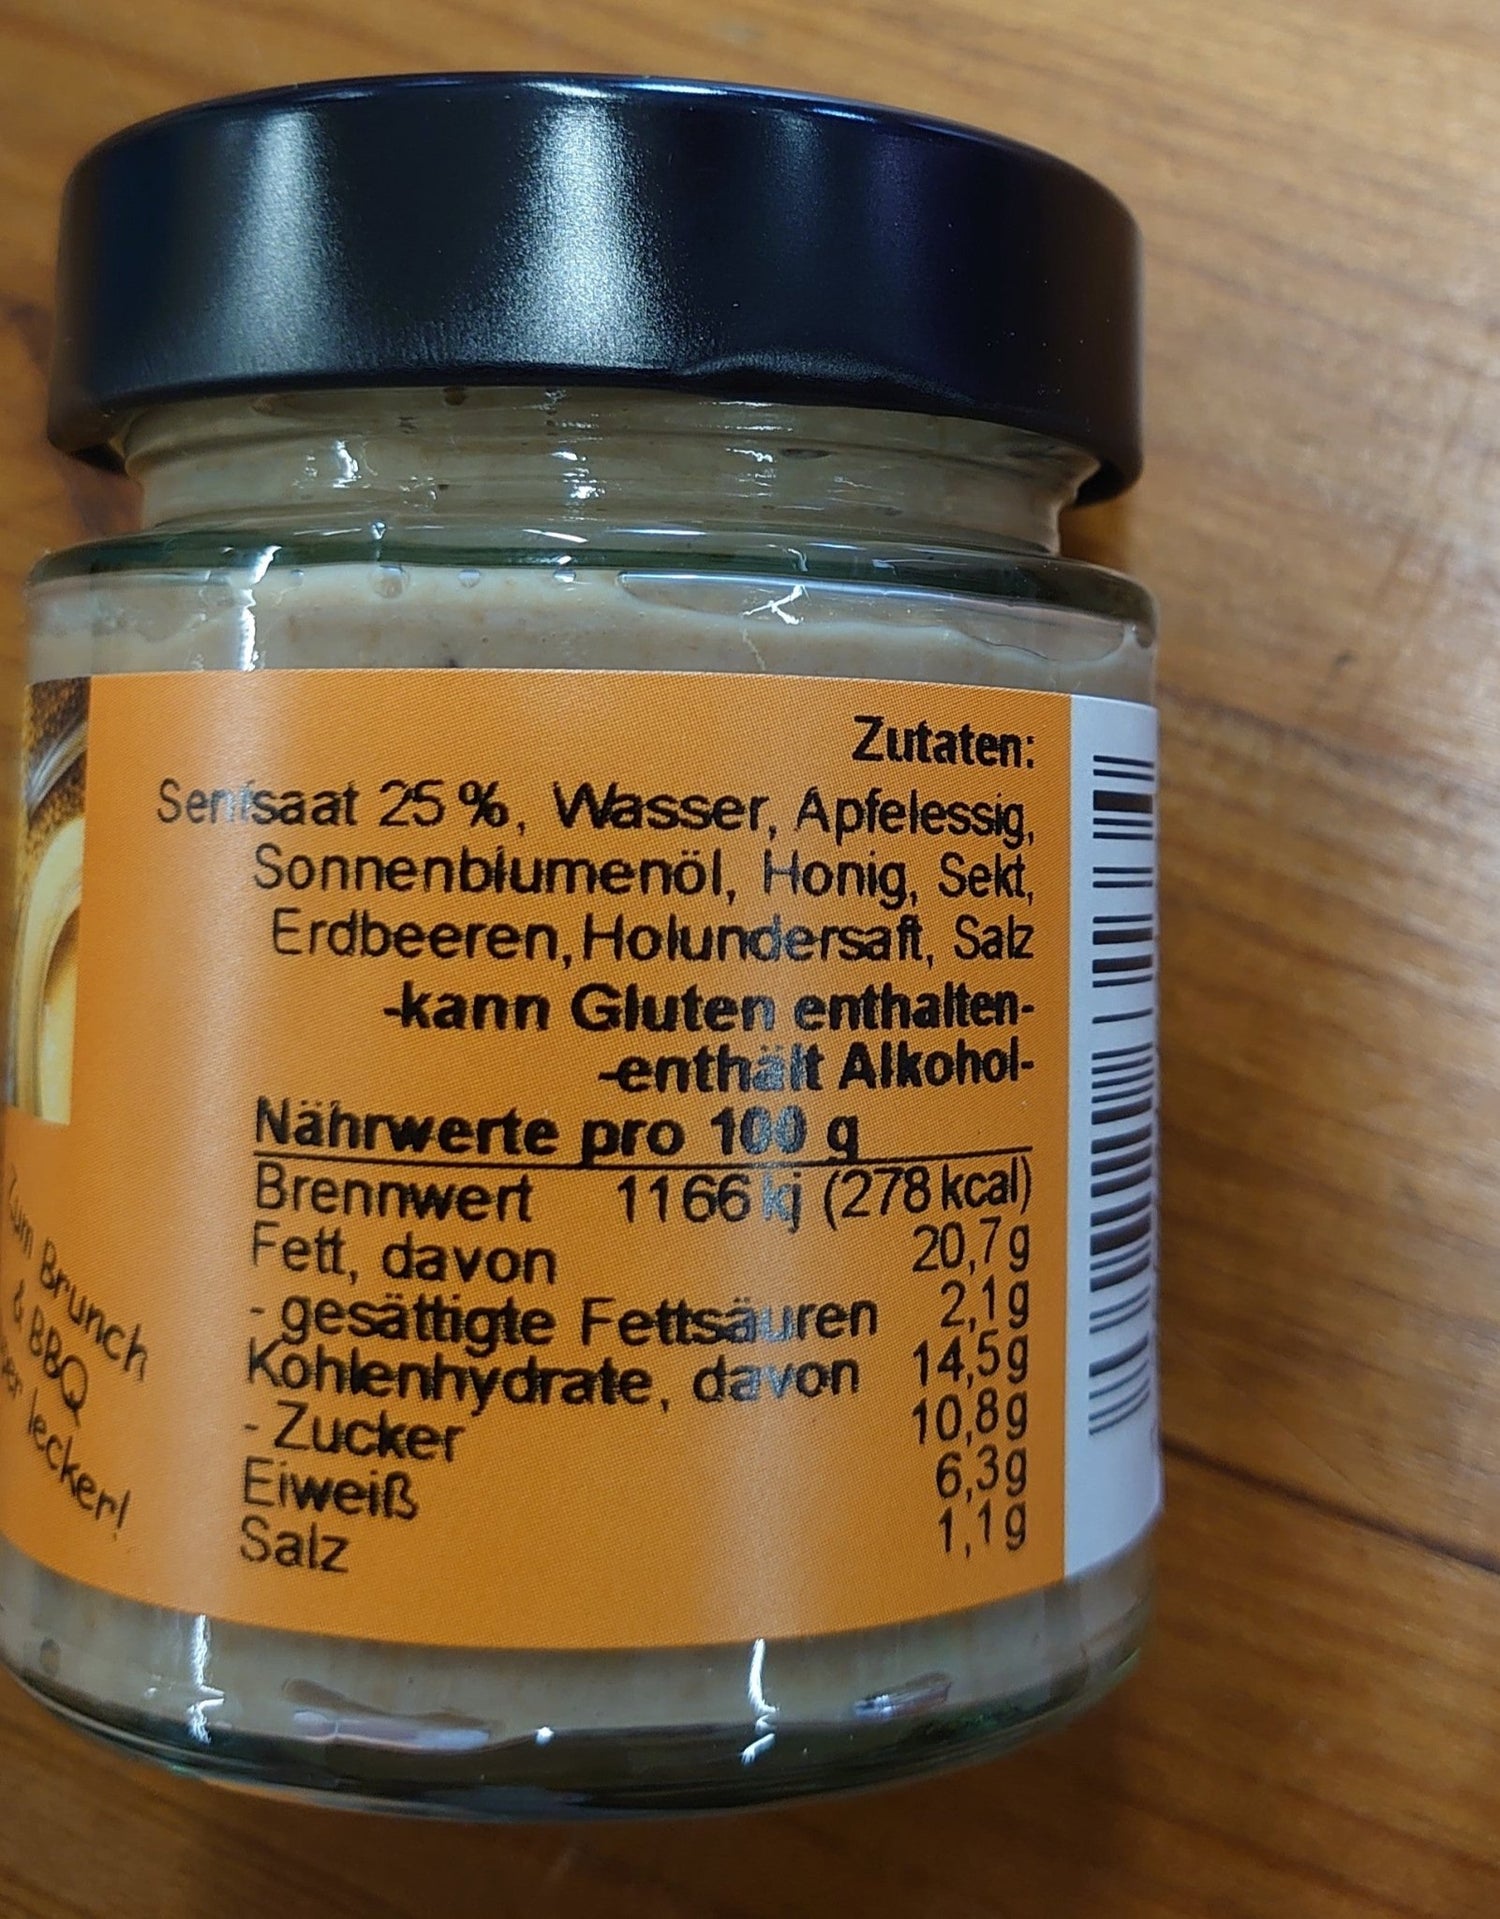 Zutaten:
Senfsaat 25 %, Wasser, Apfelessig,
Sonnenblumenöl, Honig, Sekt,
Erdbeeren, Holundersaft, Salz
-kann Gluten enthalten-
-enthält Alkohol-
Nährwerte pro 100 g
Brennwert 1166 kj (278 kcal)
Fett, davon 20,7g
- gesättigte Fettsäuren 2,1g
Kohlenhydrate, davon 14,5g
- Zucker 10,8g
Eiweiß 6,3g
Salz 1,1g
Zum Brunch
& BBQ
lecker!